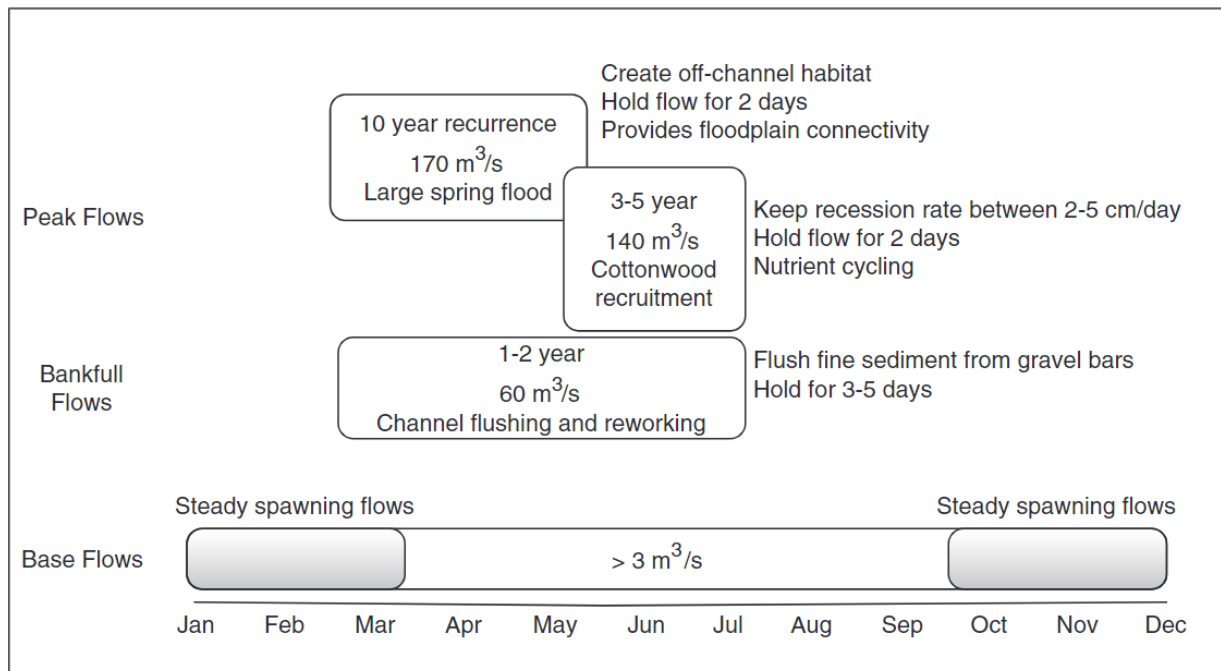 Create off-channel habitat
Hold flow for 2 days
Provides floodplain connectivity
10 year recurrence
170 m³/s
Large spring flood
Peak Flows
3-5 year
140 m³/s
Cottonwood
recruitment
Keep recession rate between 2-5 cm/day
Hold flow for 2 days
Nutrient cycling
Bankfull
Flows
1-2 year
60 m³/s
Channel flushing and reworking
Flush fine sediment from gravel bars
Hold for 3-5 days
Steady spawning flows
Steady spawning flows
Base Flows
> 3 m³/s
Jan Feb Mar Apr May Jun Jul Aug Sep Oct Nov Dec